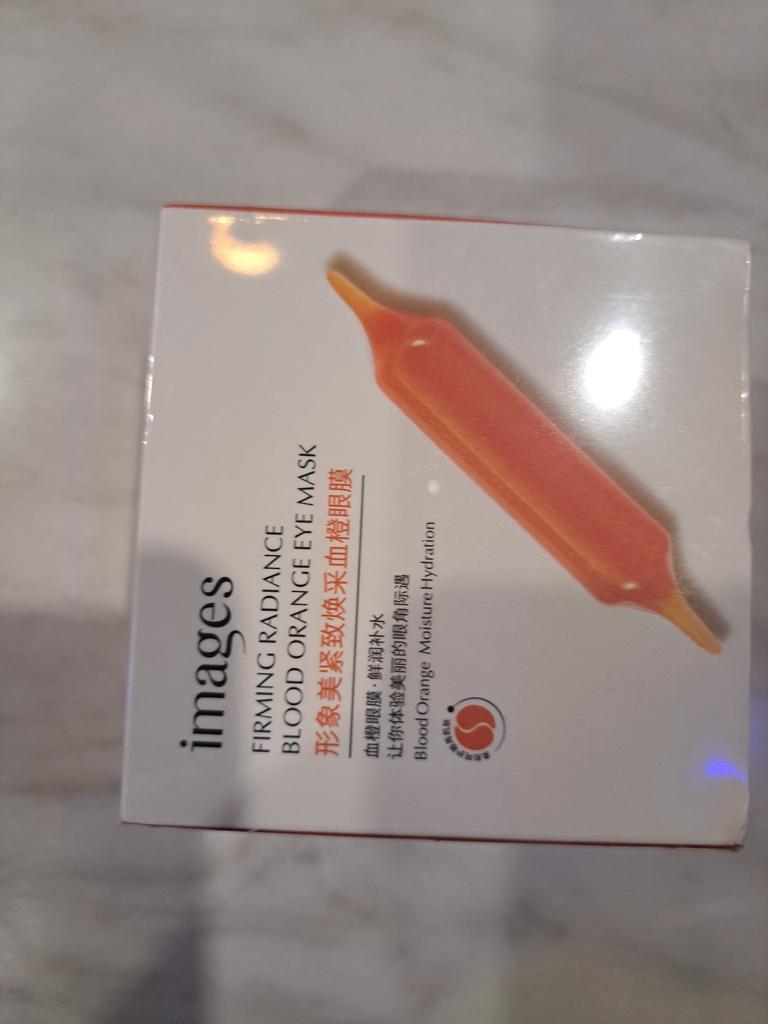 images
FIRMING RADIANCE
BLOOD ORANGE EYE MASK
形象美紧致焕采血橙眼膜
血橙眼膜·鲜润补水
让你体验美丽的眼角际遇
Blood Orange Moisture Hydration